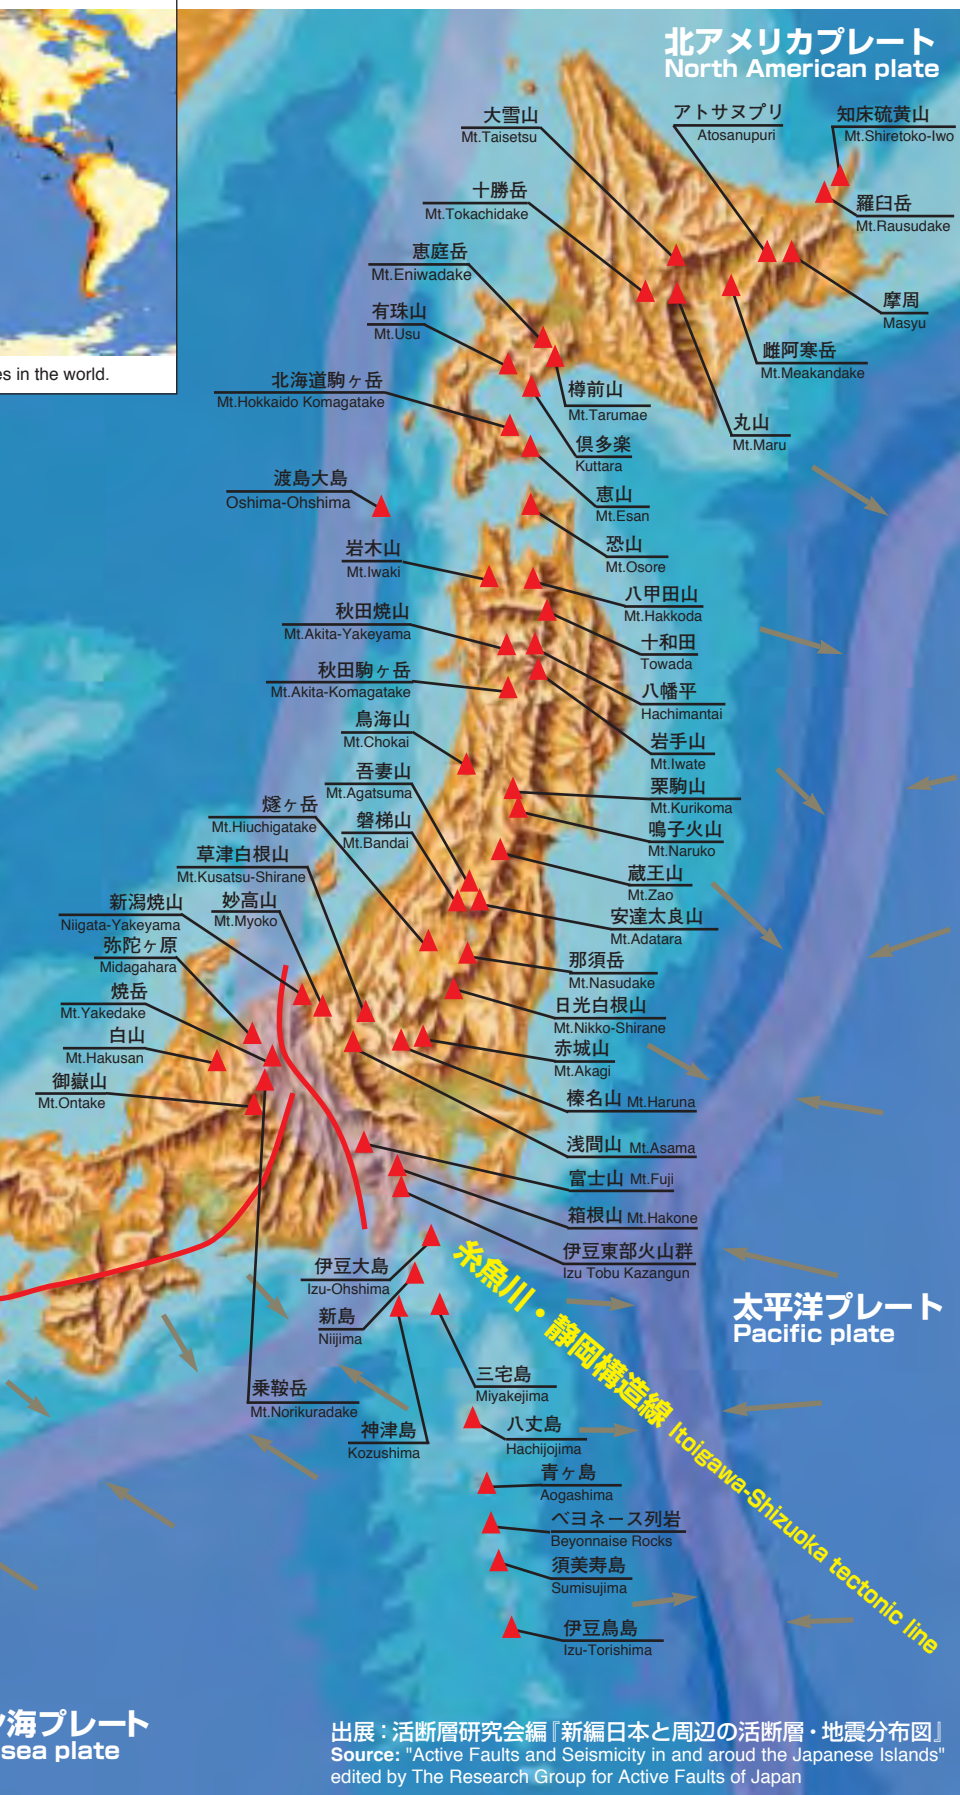 北アメリカプレート
North American plate
大雪山
Mt.Taisetsu
アトサヌプリ
Atosanupuri
知床硫黄山
Mt.Shiretoko-Iwo
十勝岳
Mt.Tokachidake
羅臼岳
Mt.Rausudake
恵庭岳
Mt.Eniwadake
摩周
Masyu
有珠山
Mt.Usu
雌阿寒岳
Mt.Meakandake
es in the world.
北海道駒ヶ岳
Mt.Hokkaido Komagatake
樽前山
Mt.Tarumae
丸山
Mt.Maru
倶多楽
Kuttara
渡島大島
Oshima-Ohshima
恵山
Mt.Esan
恐山
Mt.Osore
岩木山
Mt.Iwaki
八甲田山
Mt.Hakkoda
秋田焼山
Mt.Akita-Yakeyama
十和田
Towada
秋田駒ヶ岳
Mt.Akita-Komagatake
八幡平
Hachimantai
鳥海山
Mt.Chokai
岩手山
Mt.Iwate
吾妻山
Mt.Agatsuma
栗駒山
Mt.Kurikoma
燧ヶ岳
Mt.Hiuchigatake
磐梯山
Mt.Bandai
鳴子火山
Mt.Naruko
草津白根山
Mt.Kusatsu-Shirane
蔵王山
Mt.Zao
新潟焼山
Niigata-Yakeyama
妙高山
Mt.Myoko
安達太良山
Mt.Adatara
弥陀ヶ原
Midagahara
那須岳
Mt.Nasudake
焼岳
Mt.Yakedake
日光白根山
Mt.Nikko-Shirane
白山
Mt.Hakusan
赤城山
Mt.Akagi
御嶽山
Mt.Ontake
榛名山 Mt.Haruna
浅間山 Mt.Asama
富士山 Mt.Fuji
箱根山 Mt.Hakone
伊豆東部火山群
Izu Tobu Kazangun
伊豆大島
Izu-Ohshima
新島
Niijima
糸魚川・静岡構造線 Itoigawa-Shizuoka tectonic line
太平洋プレート
Pacific plate
三宅島
Miyakejima
乗鞍岳
Mt.Norikuradake
神津島
Kozushima
八丈島
Hachijojima
青ヶ島
Aogashima
ベヨネース列岩
Beyonnaise Rocks
須美寿島
Sumisujima
伊豆鳥島
Izu-Torishima
海プレート
sea plate
出展：活断層研究会編『新編日本と周辺の活断層・地震分布図』
Source: "Active Faults and Seismicity in and aroud the Japanese Islands"
edited by The Research Group for Active Faults of Japan